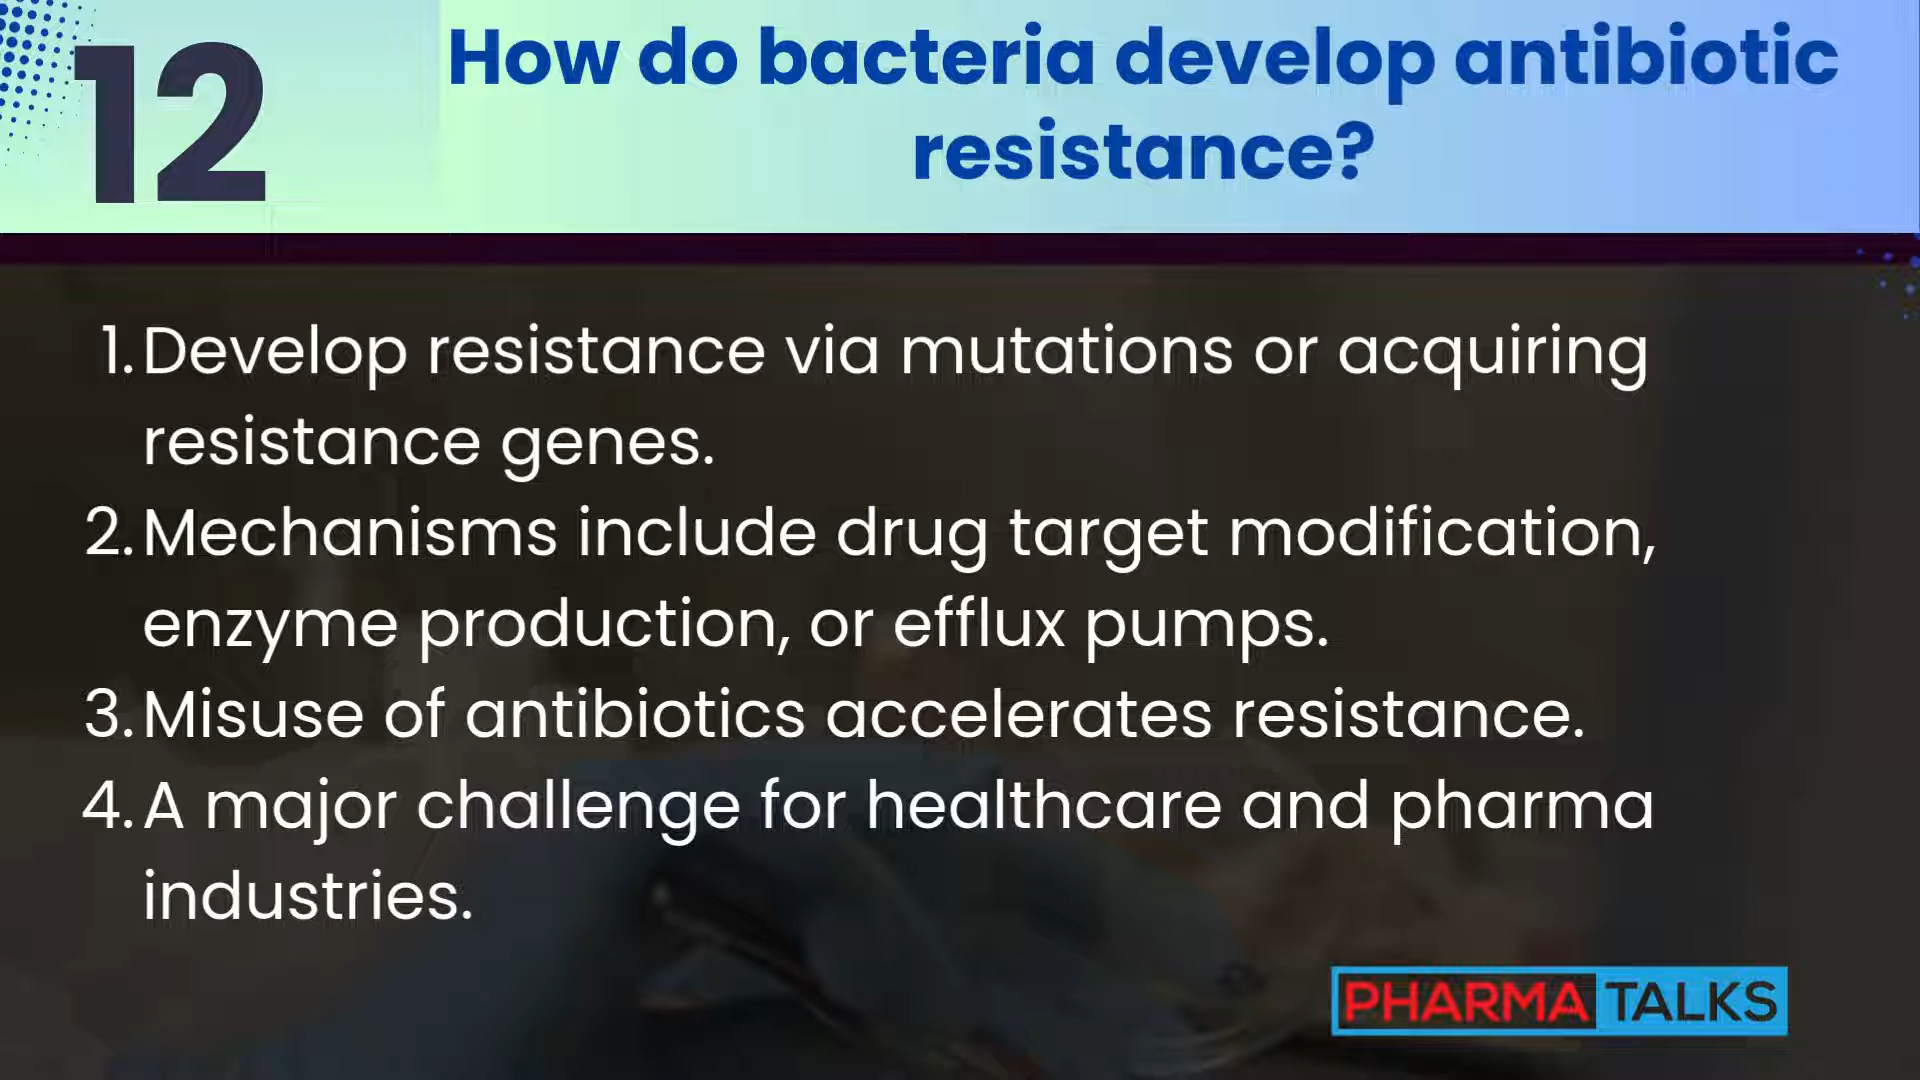 12
How do bacteria develop antibiotic
resistance?
1. Develop resistance via mutations or acquiring
resistance genes.
2. Mechanisms include drug target modification,
enzyme production, or efflux pumps.
3. Misuse of antibiotics accelerates resistance.
4. A major challenge for healthcare and pharma
industries.
PHARMA TALKS